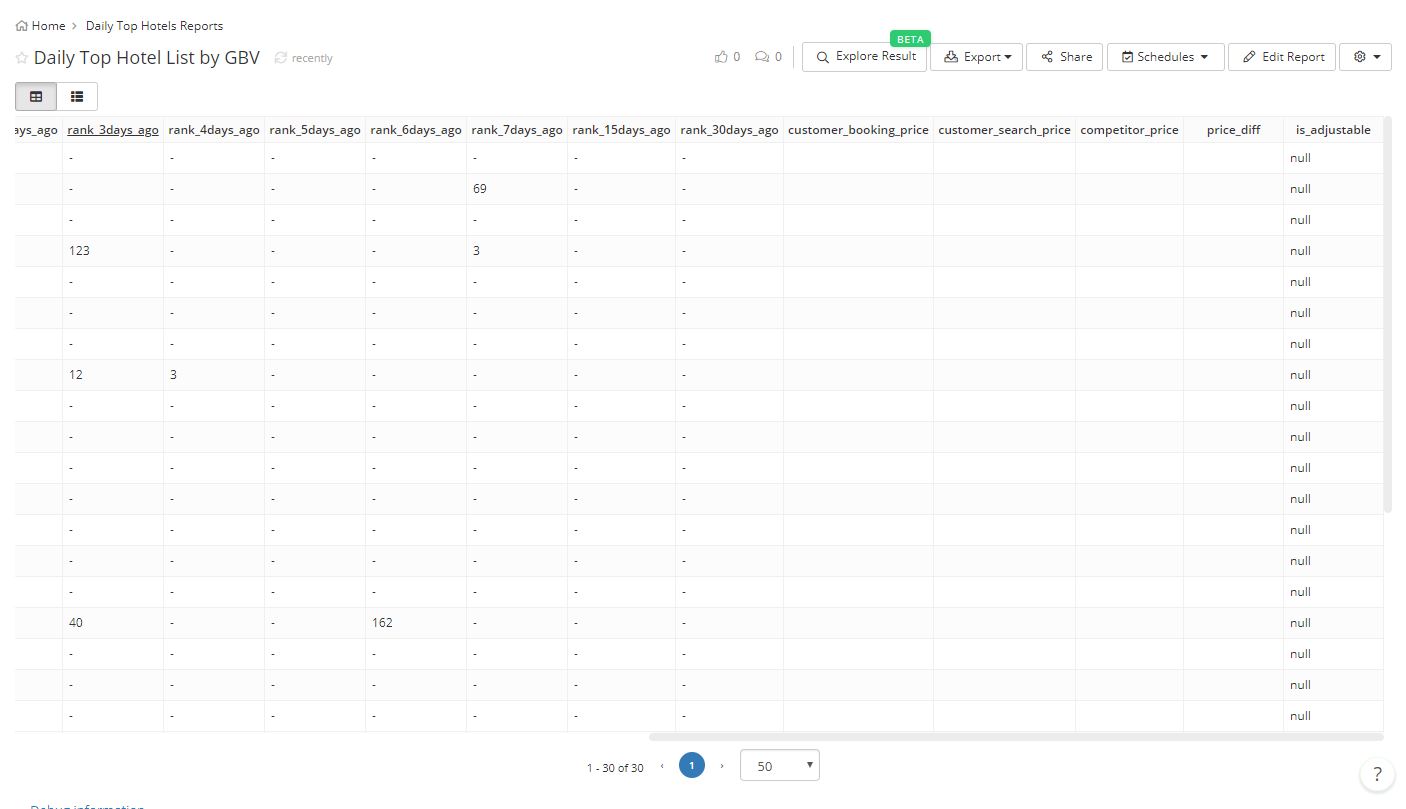 Home > Daily Top Hotels Reports
Daily Top Hotel List by GBV recently
0 0 Explore Result BETA Export Share Schedules Edit Report
ays_ago rank_3days_ago rank_4days_ago rank_5days_ago rank_6days_ago rank_7days_ago rank_15days_ago rank_30days_ago customer_booking_price customer_search_price competitor_price price_diff is_adjustable
- - - - - - - null
- - - - 69 - - null
- - - - - - - null
123 - - - 3 - - null
- - - - - - - null
- - - - - - - null
- - - - - - - null
12 3 - - - - - null
- - - - - - - null
- - - - - - - null
- - - - - - - null
- - - - - - - null
- - - - - - - null
- - - - - - - null
- - - - - - - null
40 - - 162 - - - null
- - - - - - - null
- - - - - - - null
- - - - - - - null
1 - 30 of 30 ‹ 1 › 50
?
Debug information